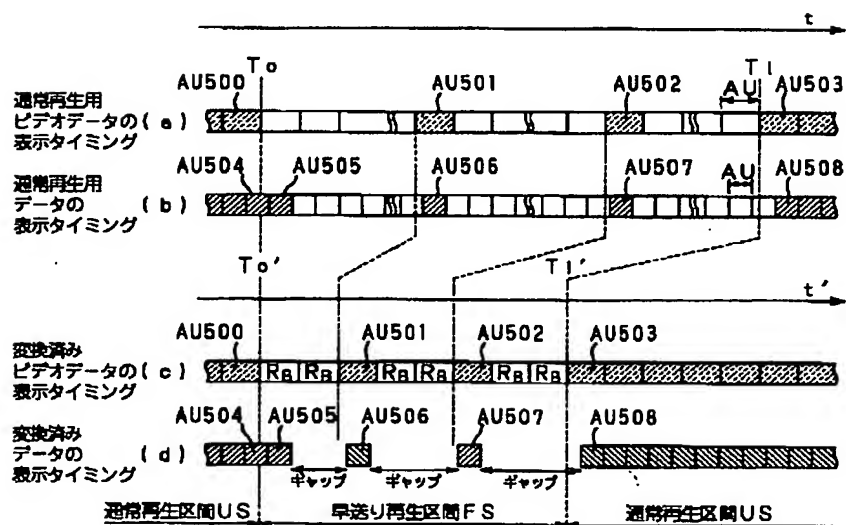 t
To T1
AU500 AU501 AU502 AU AU503
通常再生用
ビデオデータの(a)
表示タイミング
AU504 AU505 AU506 AU507 AU AU508
通常再生用
データの (b)
表示タイミング
To' T1'
t'
AU500 AU501 AU502 AU503
変換済み
ビデオデータの(c)
表示タイミング
RB RB RB RB RB RB
AU504 AU505 AU506 AU507 AU508
変換済み
データの (d)
表示タイミング
ギャップ ギャップ ギャップ
通常再生区間US 早送り再生区間FS 通常再生区間US